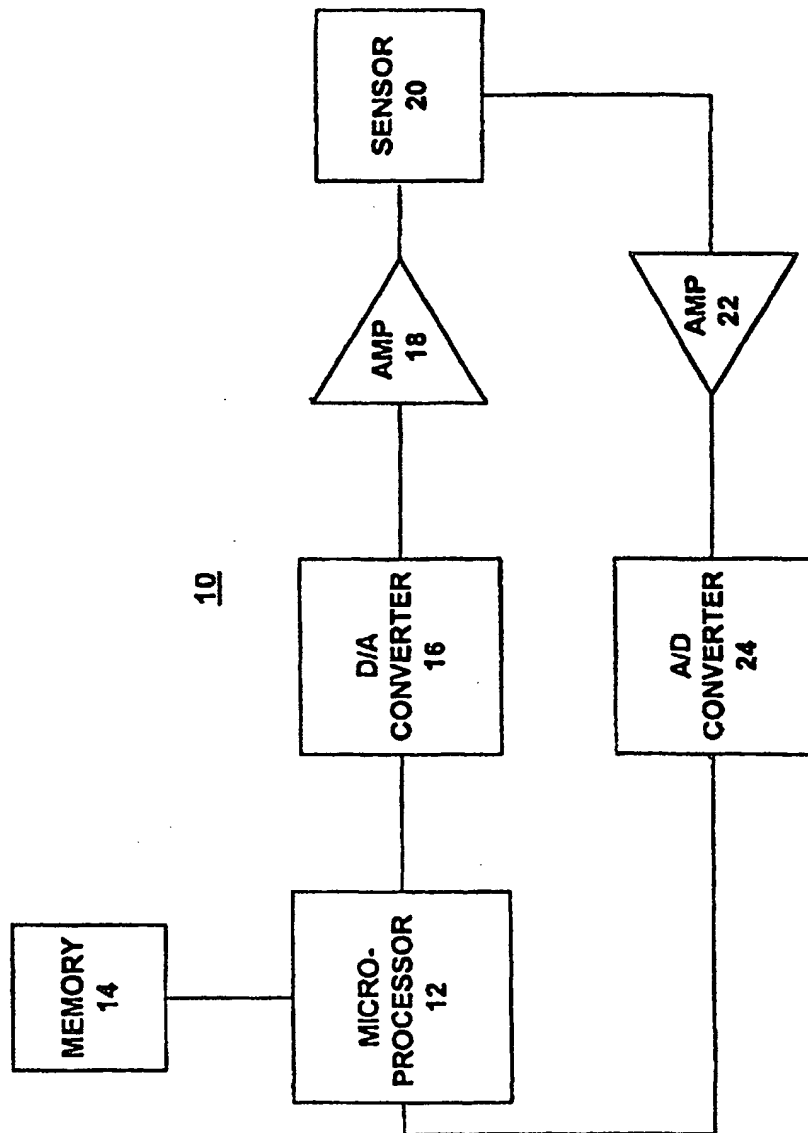 10
MEMORY
14
MICRO-
PROCESSOR
12
D/A
CONVERTER
16
AMP
18
SENSOR
20
AMP
22
A/D
CONVERTER
24